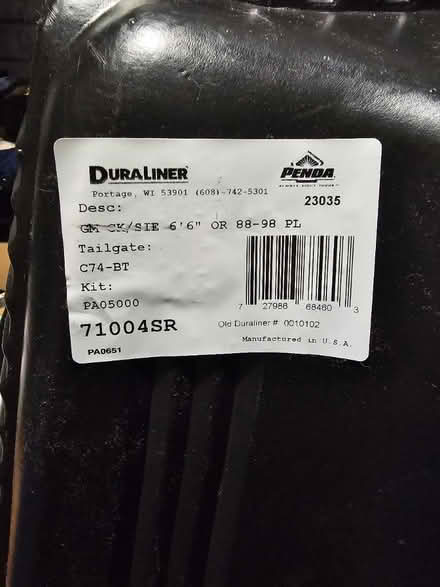 DURALINER
PENDA
Portage, WI 53901 (608)-742-5301
23035
Desc:
GM CK/SIE 6'6" OR 88-98 PL
Tailgate:
C74-BT
Kit:
PA05000
7 27986 68460 3
71004SR
Old Duraliner #: 0010102
PA0651
Manufactured in U.S.A.